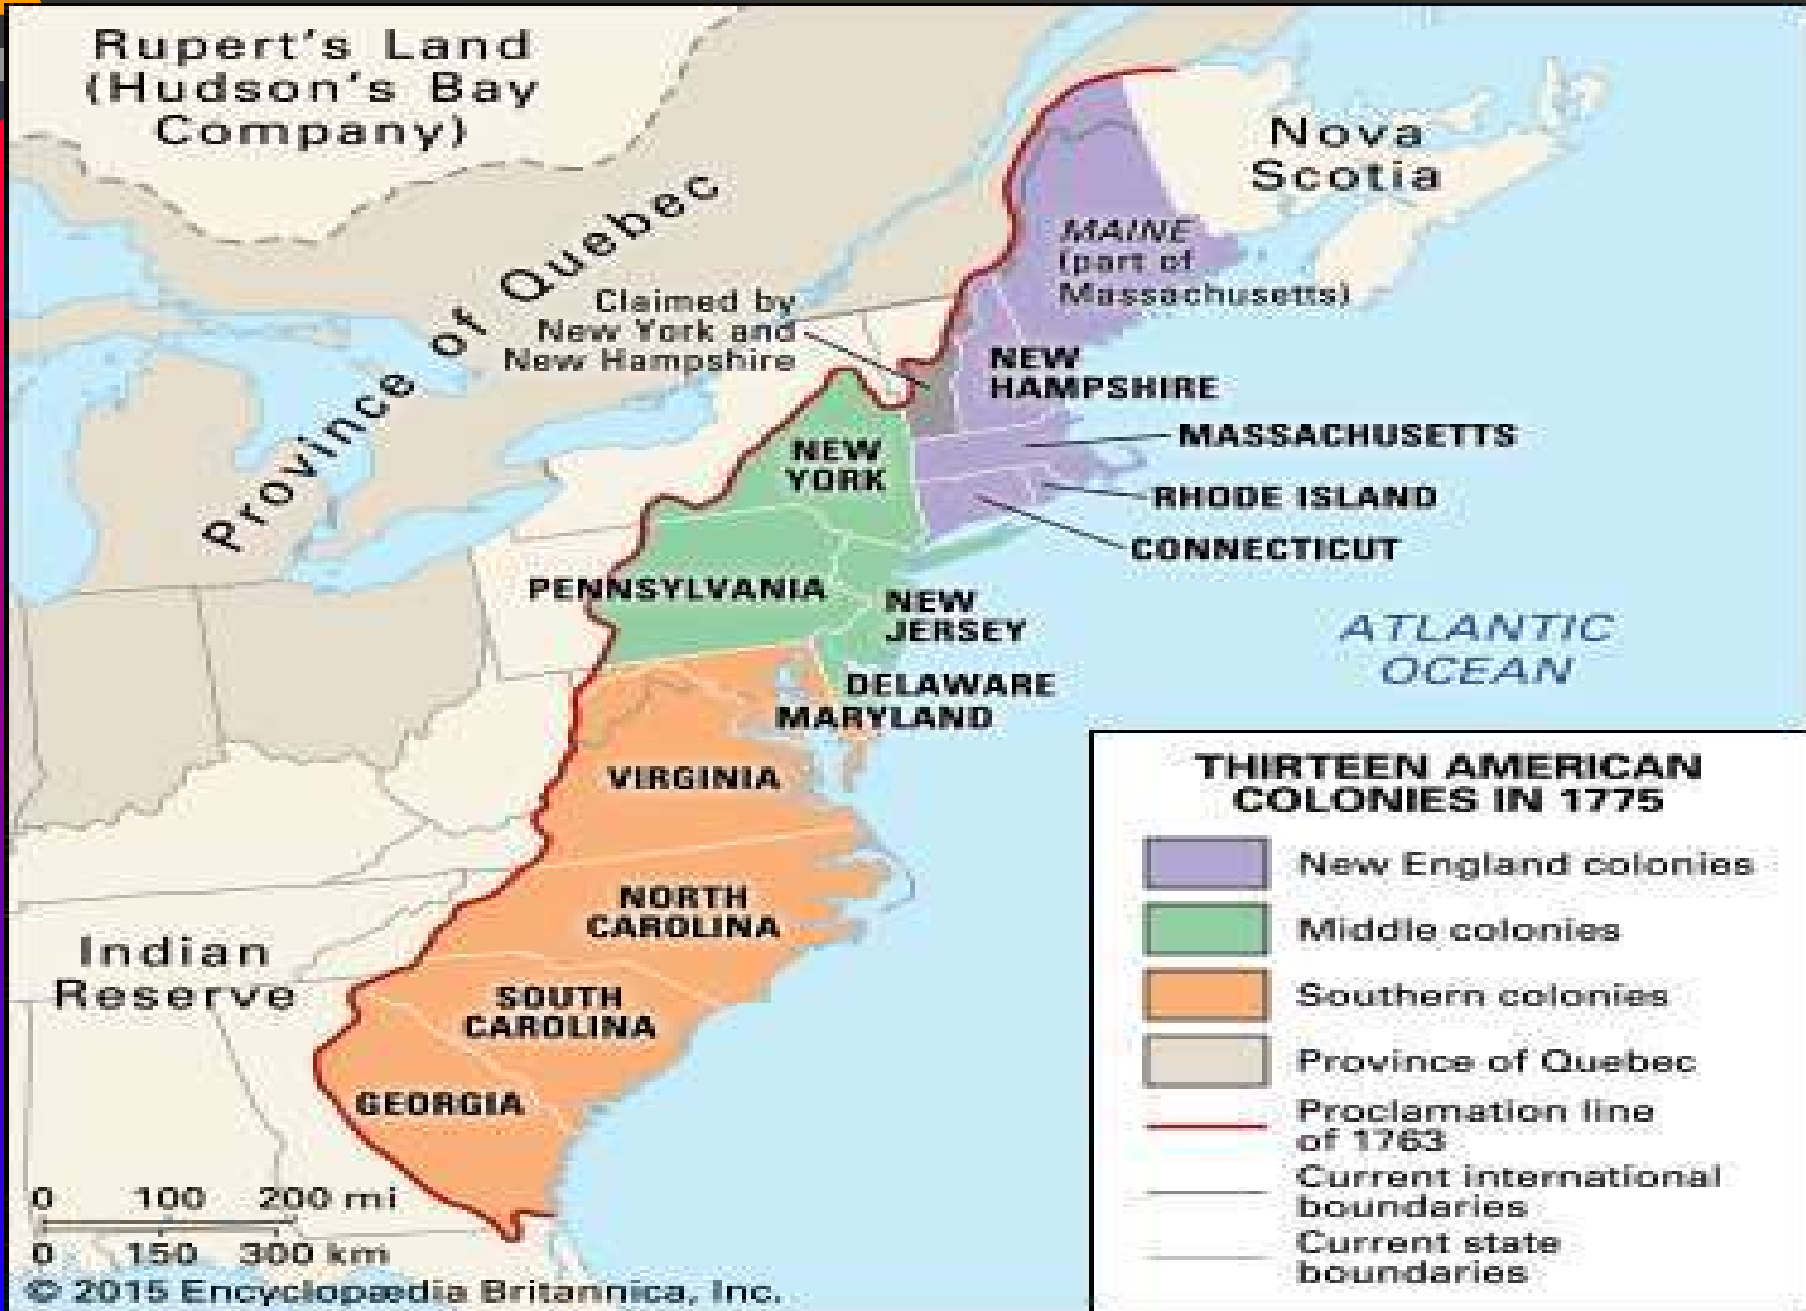 Rupert's Land
(Hudson's Bay
Company)
Nova
Scotia
Province of Quebec
MAINE
(part of
Massachusetts)
Claimed by
New York and
New Hampshire
NEW
HAMPSHIRE
MASSACHUSETTS
NEW
YORK
RHODE ISLAND
CONNECTICUT
PENNSYLVANIA
NEW
JERSEY
ATLANTIC
OCEAN
DELAWARE
MARYLAND
VIRGINIA
NORTH
CAROLINA
Indian
Reserve
SOUTH
CAROLINA
GEORGIA
THIRTEEN AMERICAN
COLONIES IN 1775
New England colonies
Middle colonies
Southern colonies
Province of Quebec
Proclamation line
of 1763
Current international
boundaries
Current state
boundaries
0 100 200 mi
0 150 300 km
© 2015 Encyclopædia Britannica, Inc.